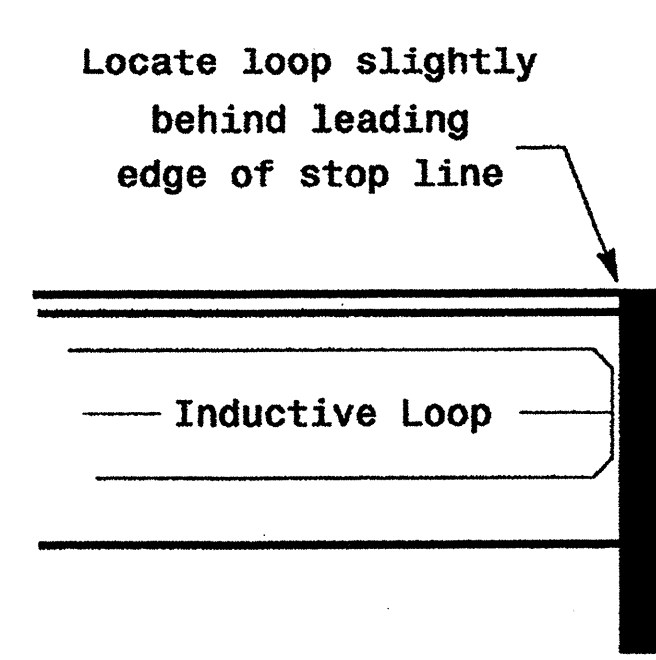 Locate loop slightly
behind leading
edge of stop line
Inductive Loop